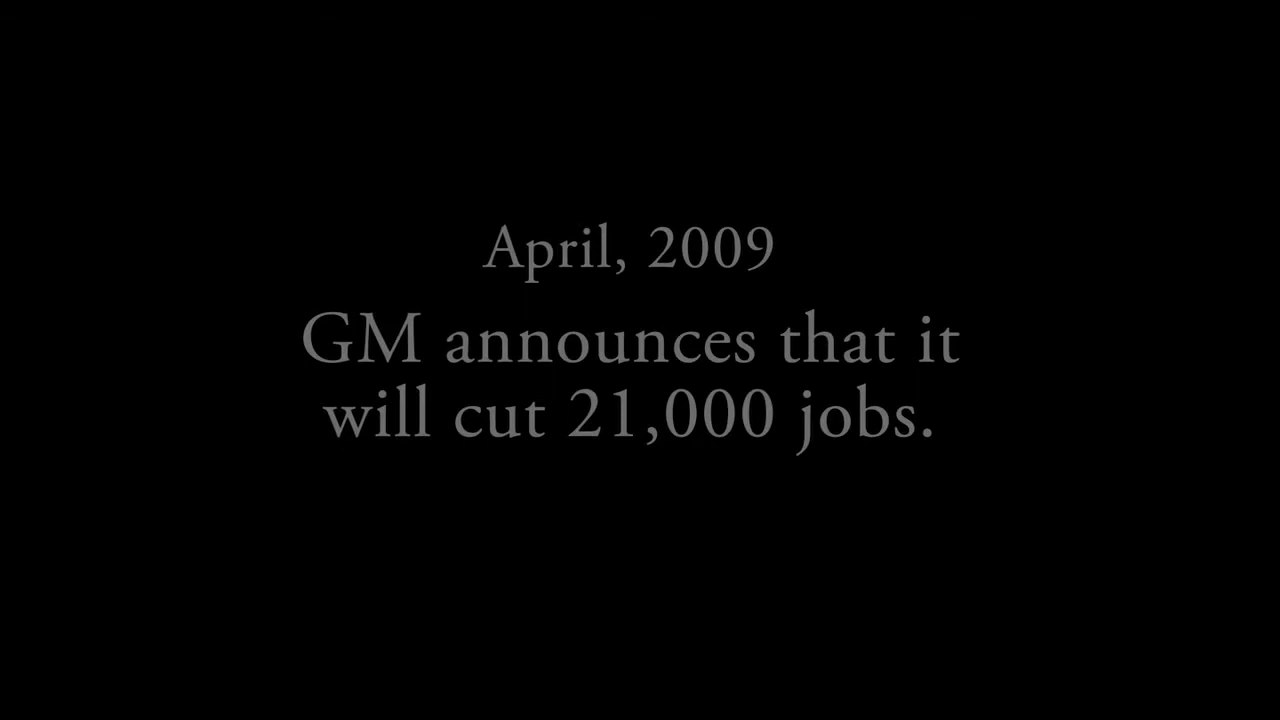 April, 2009
GM announces that it
will cut 21,000 jobs.